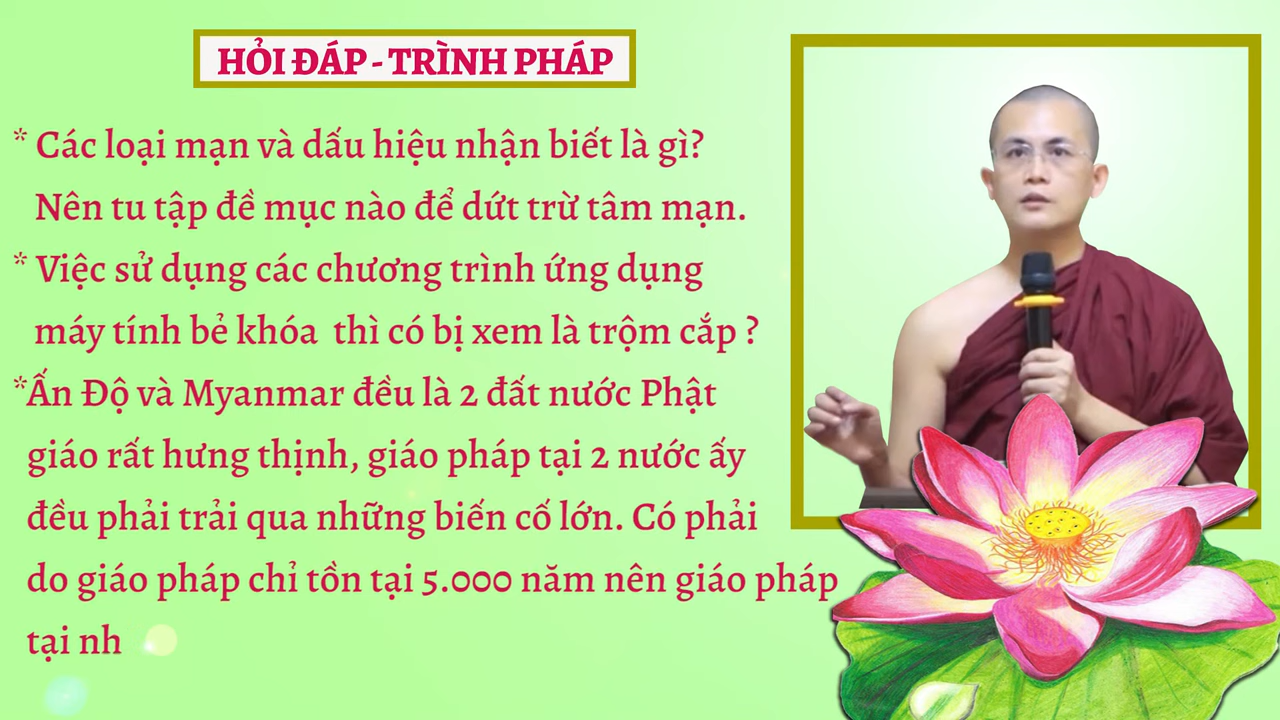 HỎI ĐÁP - TRÌNH PHÁP
* Các loại mạn và dấu hiệu nhận biết là gì?
Nên tu tập đề mục nào để dứt trừ tâm mạn.
* Việc sử dụng các chương trình ứng dụng
máy tính bẻ khóa thì có bị xem là trộm cắp ?
*Ấn Độ và Myanmar đều là 2 đất nước Phật
giáo rất hưng thịnh, giáo pháp tại 2 nước ấy
đều phải trải qua những biến cố lớn. Có phải
do giáo pháp chỉ tồn tại 5.000 năm nên giáo pháp
tại nh